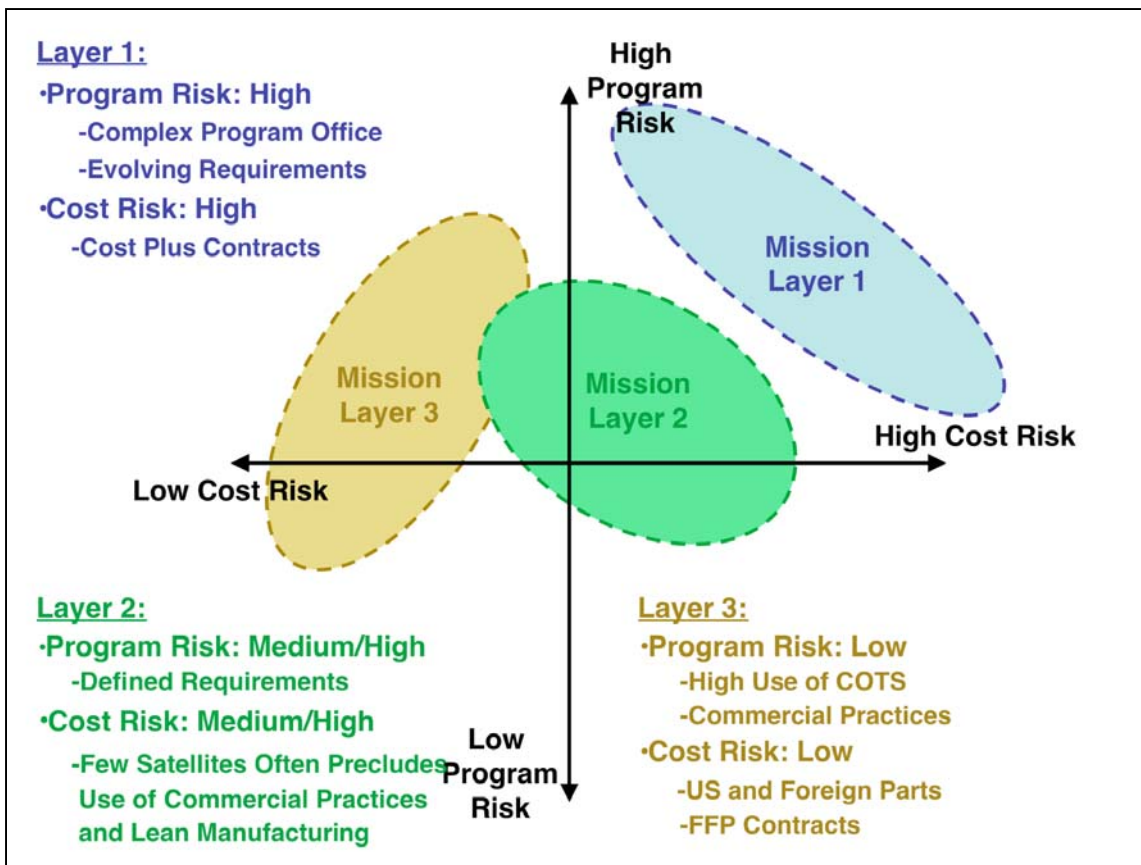 Layer 1:
•Program Risk: High
-Complex Program Office
-Evolving Requirements
•Cost Risk: High
-Cost Plus Contracts
High
Program
Risk
Mission
Layer 1
Mission
Layer 3
Mission
Layer 2
High Cost Risk
Low Cost Risk
Layer 2:
•Program Risk: Medium/High
-Defined Requirements
•Cost Risk: Medium/High
-Few Satellites Often Precludes
Use of Commercial Practices
and Lean Manufacturing
Low
Program
Risk
Layer 3:
•Program Risk: Low
-High Use of COTS
-Commercial Practices
•Cost Risk: Low
-US and Foreign Parts
-FFP Contracts